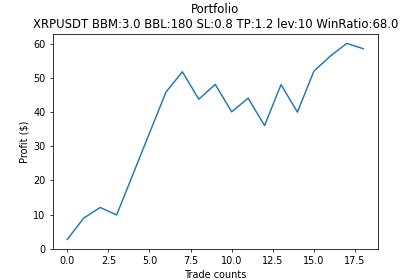 Portfolio
XRPUSDT BBM:3.0 BBL:180 SL:0.8 TP:1.2 lev:10 WinRatio:68.0
60
50
40
30
20
10
0
Profit ($)
0.0 2.5 5.0 7.5 10.0 12.5 15.0 17.5
Trade counts